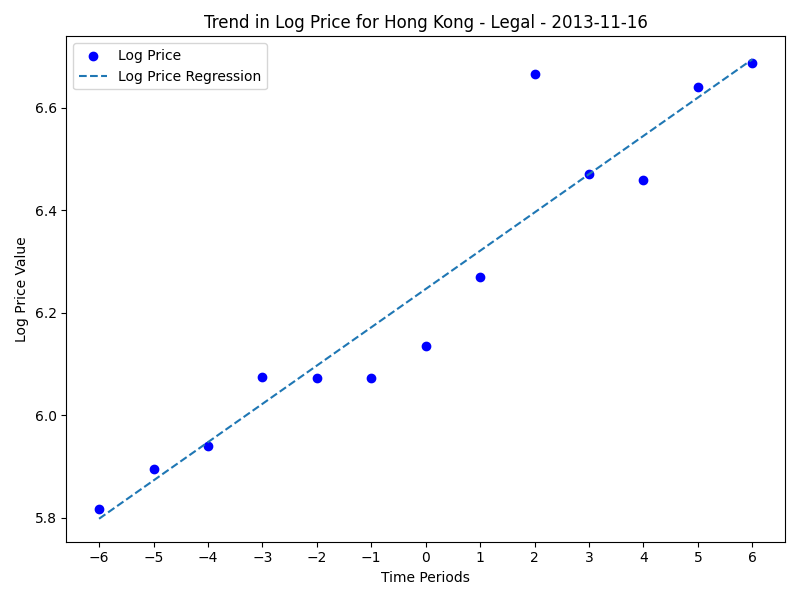 Trend in Log Price for Hong Kong - Legal - 2013-11-16
Log Price
Log Price Regression
Log Price Value
6.6
6.4
6.2
6.0
5.8
−6 −5 −4 −3 −2 −1 0 1 2 3 4 5 6
Time Periods